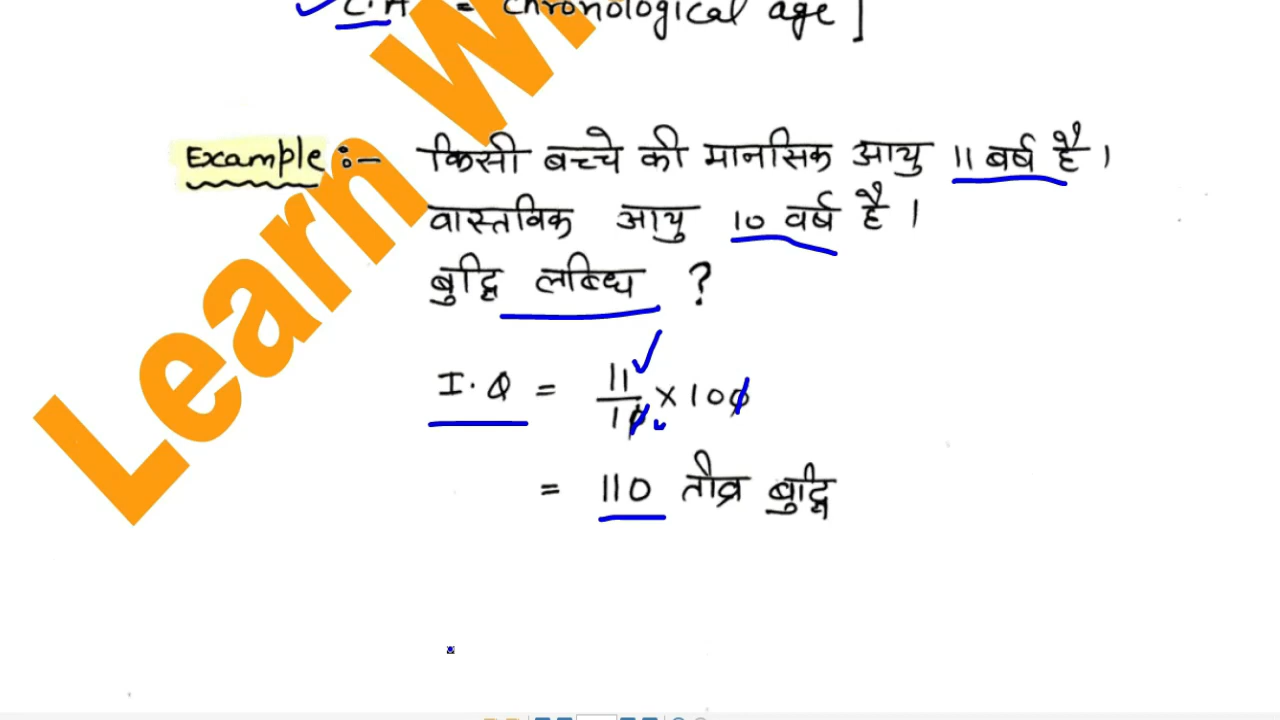 C.A = chronological age ]
Example :- किसी बच्चे की मानसिक आयु 11 वर्ष है ।
वास्तविक आयु 10 वर्ष है ।
बुद्धि लब्धि ?
I.Q = 11/10 × 100
= 110 तीव्र बुद्धि
Learn W